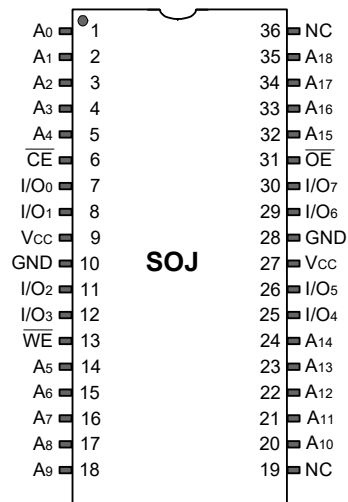 A0 1 36 NC
A1 2 35 A18
A2 3 34 A17
A3 4 33 A16
A4 5 32 A15
C̅E̅ 6 31 O̅E̅
I/O0 7 30 I/O7
I/O1 8 29 I/O6
VCC 9 28 GND
GND 10 SOJ 27 VCC
I/O2 11 26 I/O5
I/O3 12 25 I/O4
W̅E̅ 13 24 A14
A5 14 23 A13
A6 15 22 A12
A7 16 21 A11
A8 17 20 A10
A9 18 19 NC